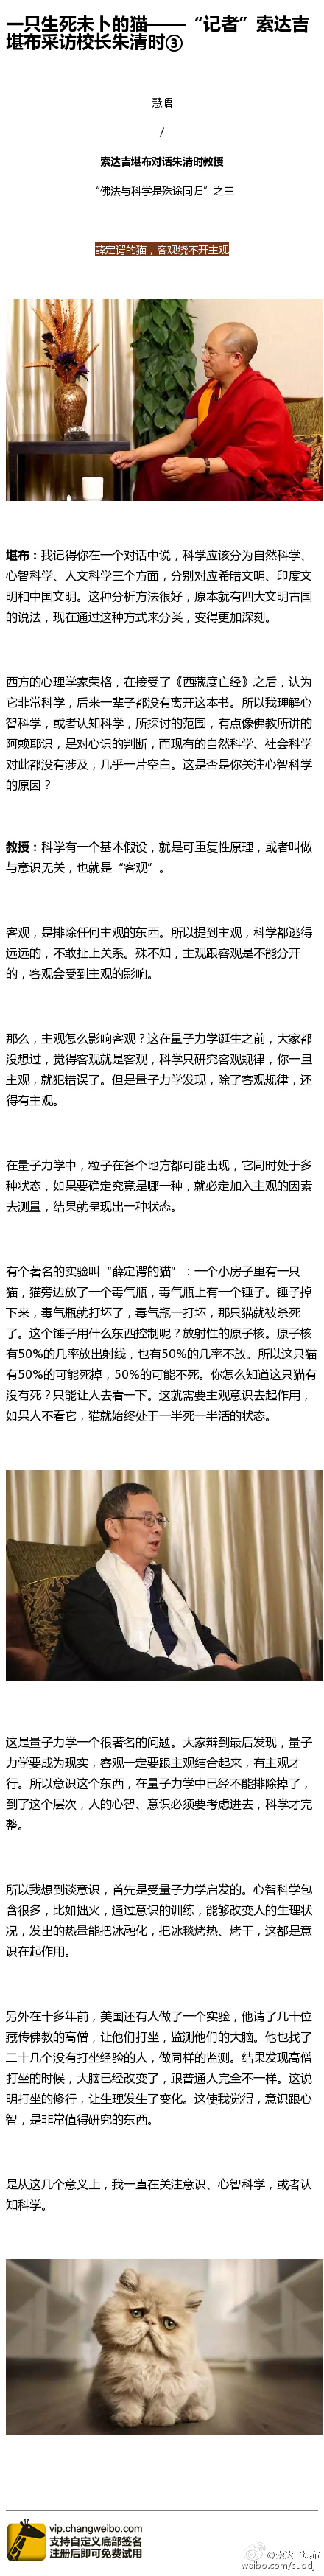 一只生死未卜的猫——“记者”索达吉
堪布采访校长朱清时③
慧晤
/
索达吉堪布对话朱清时教授
“佛法与科学是殊途同归”之三
薛定谔的猫，客观绕不开主观
堪布：我记得你在一个对话中说，科学应该分为自然科学、
心智科学、人文科学三个方面，分别对应希腊文明、印度文
明和中国文明。这种分析方法很好，原本就有四大文明古国
的说法，现在通过这种方式来分类，变得更加深刻。
西方的心理学家荣格，在接受了《西藏度亡经》之后，认为
它非常科学，后来一辈子都没有离开这本书。所以我理解心
智科学，或者认知科学，所探讨的范围，有点像佛教所讲的
阿赖耶识，是对心识的判断，而现有的自然科学、社会科学
对此都没有涉及，几乎一片空白。这是否是你关注心智科学
的原因？
教授：科学有一个基本假设，就是可重复性原理，或者叫做
与意识无关，也就是“客观”。
客观，是排除任何主观的东西。所以提到主观，科学都逃得
远远的，不敢扯上关系。殊不知，主观跟客观是不能分开
的，客观会受到主观的影响。
那么，主观怎么影响客观？这在量子力学诞生之前，大家都
没想过，觉得客观就是客观，科学只研究客观规律，你一旦
主观，就犯错误了。但是量子力学发现，除了客观规律，还
得有主观。
在量子力学中，粒子在各个地方都可能出现，它同时处于多
种状态，如果要确定究竟是哪一种，就必定加入主观的因素
去测量，结果就呈现出一种状态。
有个著名的实验叫“薛定谔的猫”：一个小房子里有一只
猫，猫旁边放了一个毒气瓶，毒气瓶上有一个锤子。锤子掉
下来，毒气瓶就打坏了，毒气瓶一打坏，那只猫就被杀死
了。这个锤子用什么东西控制呢？放射性的原子核。原子核
有50%的几率放出射线，也有50%的几率不放。所以这只猫
有50%的可能死掉，50%的可能不死。你怎么知道这只猫有
没有死？只能让人去看一下。这就需要主观意识去起作用，
如果人不看它，猫就始终处于一半死一半活的状态。
这是量子力学一个很著名的问题。大家辩到最后发现，量子
力学要成为现实，客观一定要跟主观结合起来，有主观才
行。所以意识这个东西，在量子力学中已经不能排除掉了，
到了这个层次，人的心智、意识必须要考虑进去，科学才完
整。
所以我想到谈意识，首先是受量子力学启发的。心智科学包
含很多，比如拙火，通过意识的训练，能够改变人的生理状
况，发出的热量能把冰融化，把冰毯烤热、烤干，这都是意
识在起作用。
另外在十多年前，美国还有人做了一个实验，他请了几十位
藏传佛教的高僧，让他们打坐，监测他们的大脑。他也找了
二十几个没有打坐经验的人，做同样的监测。结果发现高僧
打坐的时候，大脑已经改变了，跟普通人完全不一样。这说
明打坐的修行，让生理发生了变化。这使我觉得，意识跟心
智，是非常值得研究的东西。
是从这几个意义上，我一直在关注意识、心智科学，或者认
知科学。
vip.changweibo.com
支持自定义底部签名
注册后即可免费试用
@索达吉堪布
weibo.com/suodj